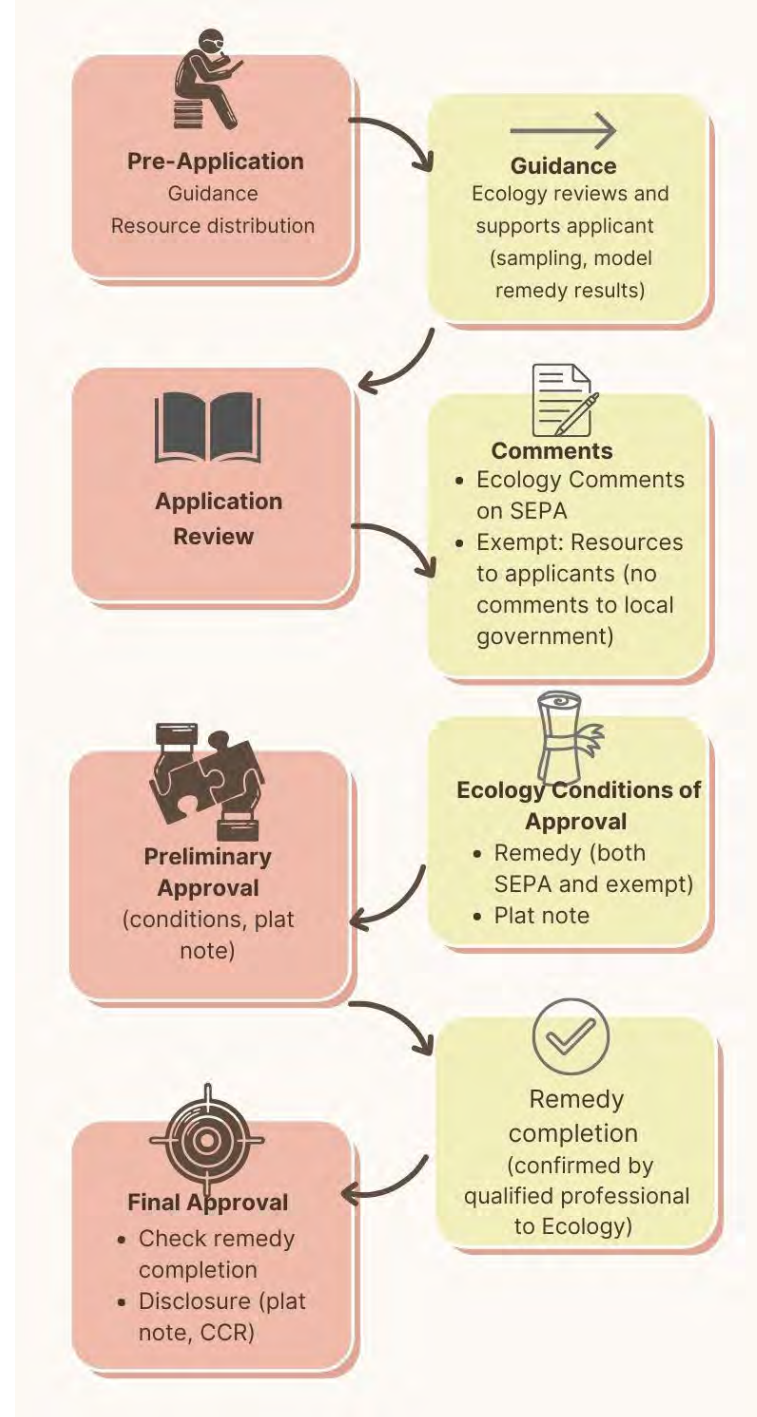 Pre-Application
Guidance
Resource distribution
Guidance
Ecology reviews and
supports applicant
(sampling, model
remedy results)
Application
Review
Comments
• Ecology Comments
on SEPA
• Exempt: Resources
to applicants (no
comments to local
government)
Ecology Conditions of
Approval
• Remedy (both
SEPA and exempt)
• Plat note
Preliminary
Approval
(conditions, plat
note)
Remedy
completion
(confirmed by
qualified professional
to Ecology)
Final Approval
• Check remedy
completion
• Disclosure (plat
note, CCR)